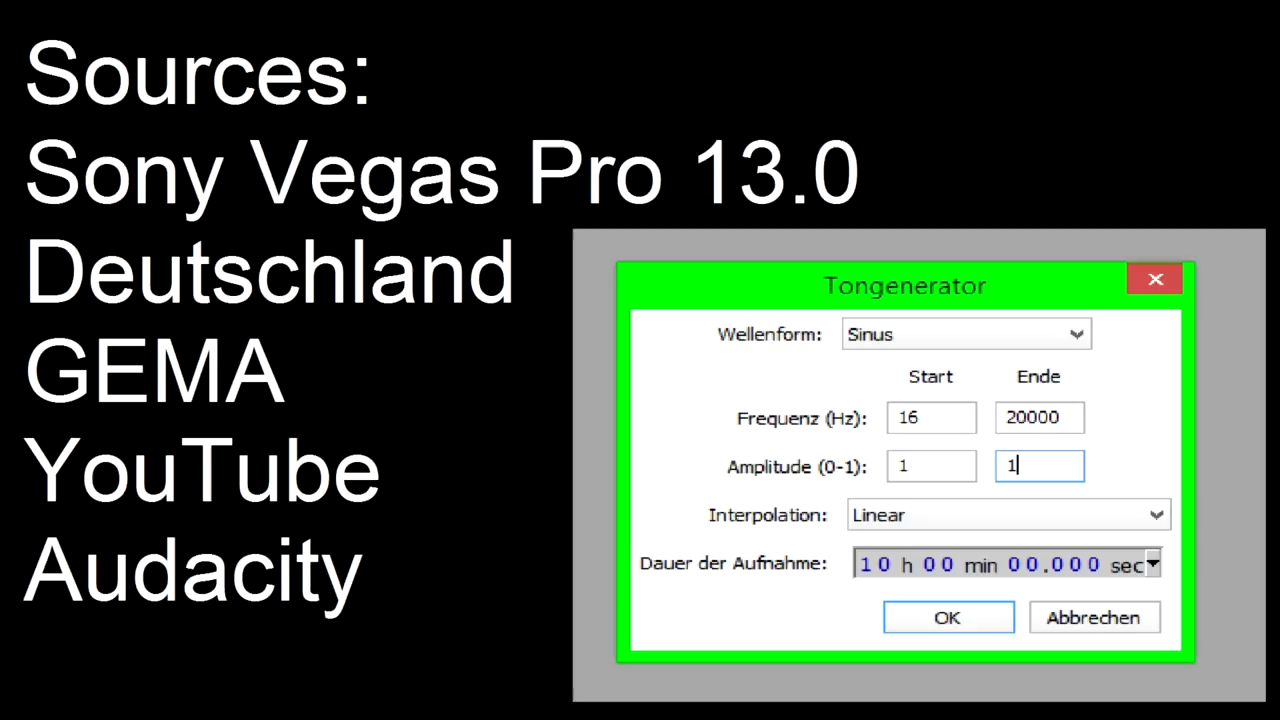 Sources:
Sony Vegas Pro 13.0
Deutschland
GEMA
YouTube
Audacity
Tongenerator
Wellenform: Sinus
Start Ende
Frequenz (Hz): 16 20000
Amplitude (0-1): 1 1
Interpolation: Linear
Dauer der Aufnahme: 10 h 00 min 00.000 sec
OK Abbrechen